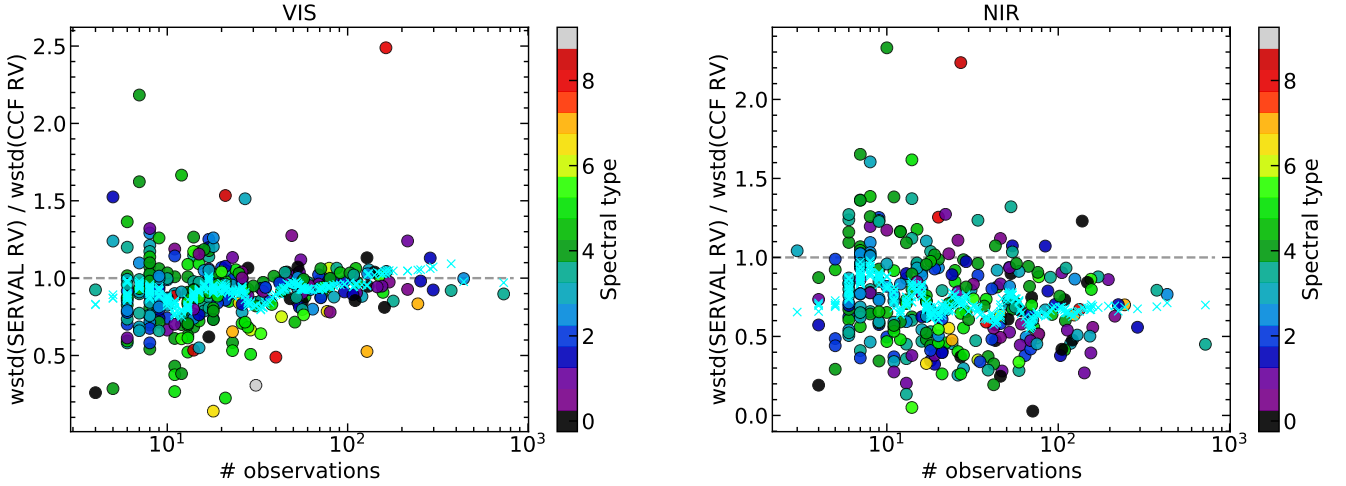 VIS
wstd(SERVAL RV) / wstd(CCF RV)
2.5
2.0
1.5
1.0
0.5
10¹ 10² 10³
# observations
8
6
4
2
0
Spectral type
NIR
wstd(SERVAL RV) / wstd(CCF RV)
2.0
1.5
1.0
0.5
0.0
10¹ 10² 10³
# observations
8
6
4
2
0
Spectral type